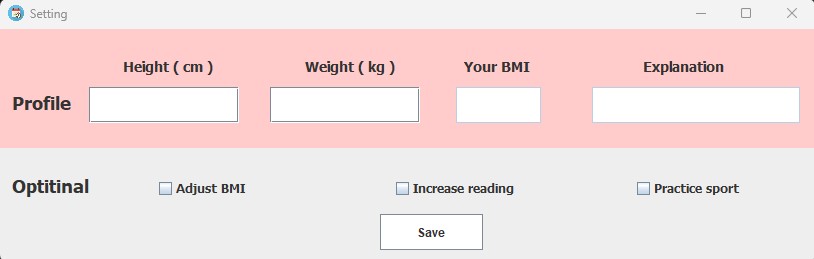 Setting
Height ( cm ) Weight ( kg ) Your BMI Explanation
Profile
Optitinal Adjust BMI Increase reading Practice sport
Save